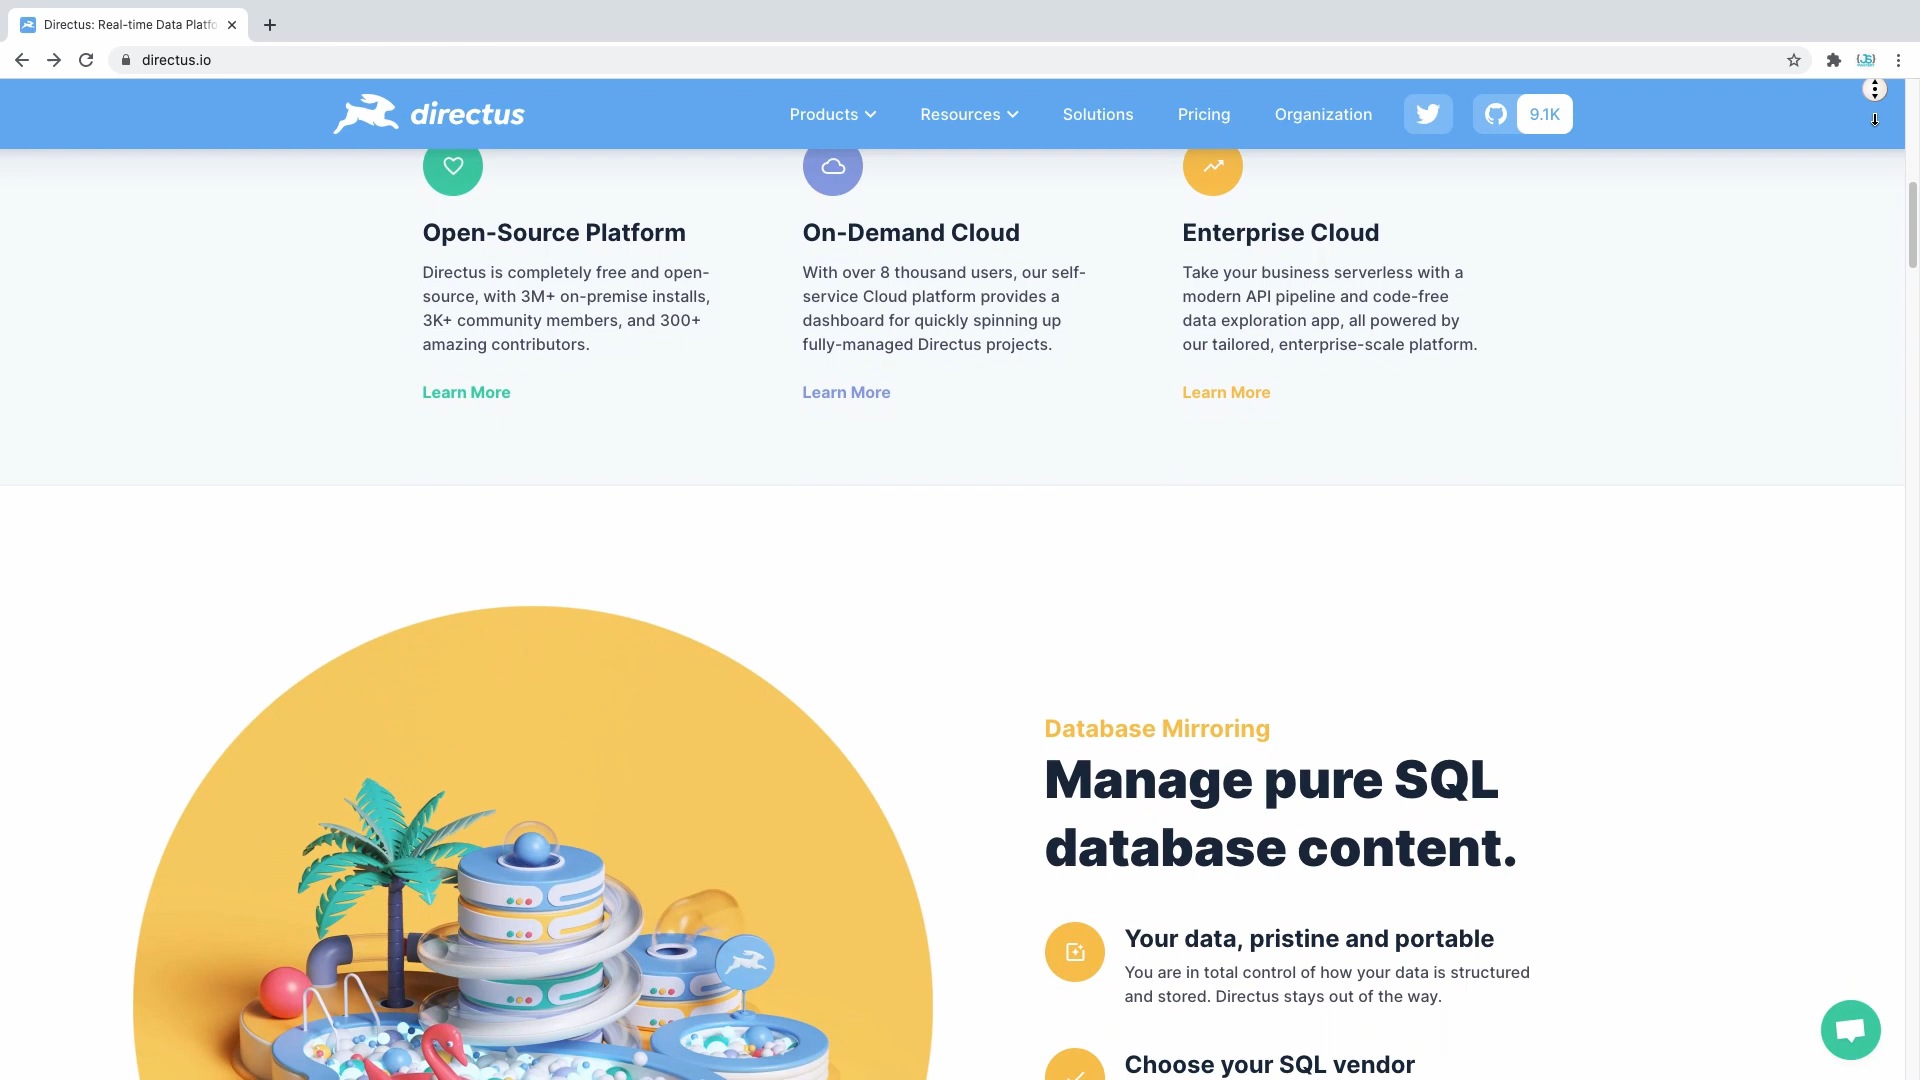 Directus: Real-time Data Platfo
directus.io
directus
Products
Resources
Solutions
Pricing
Organization
9.1K
Open-Source Platform
Directus is completely free and open-
source, with 3M+ on-premise installs,
3K+ community members, and 300+
amazing contributors.
Learn More
On-Demand Cloud
With over 8 thousand users, our self-
service Cloud platform provides a
dashboard for quickly spinning up
fully-managed Directus projects.
Learn More
Enterprise Cloud
Take your business serverless with a
modern API pipeline and code-free
data exploration app, all powered by
our tailored, enterprise-scale platform.
Learn More
Database Mirroring
Manage pure SQL
database content.
Your data, pristine and portable
You are in total control of how your data is structured
and stored. Directus stays out of the way.
Choose your SQL vendor